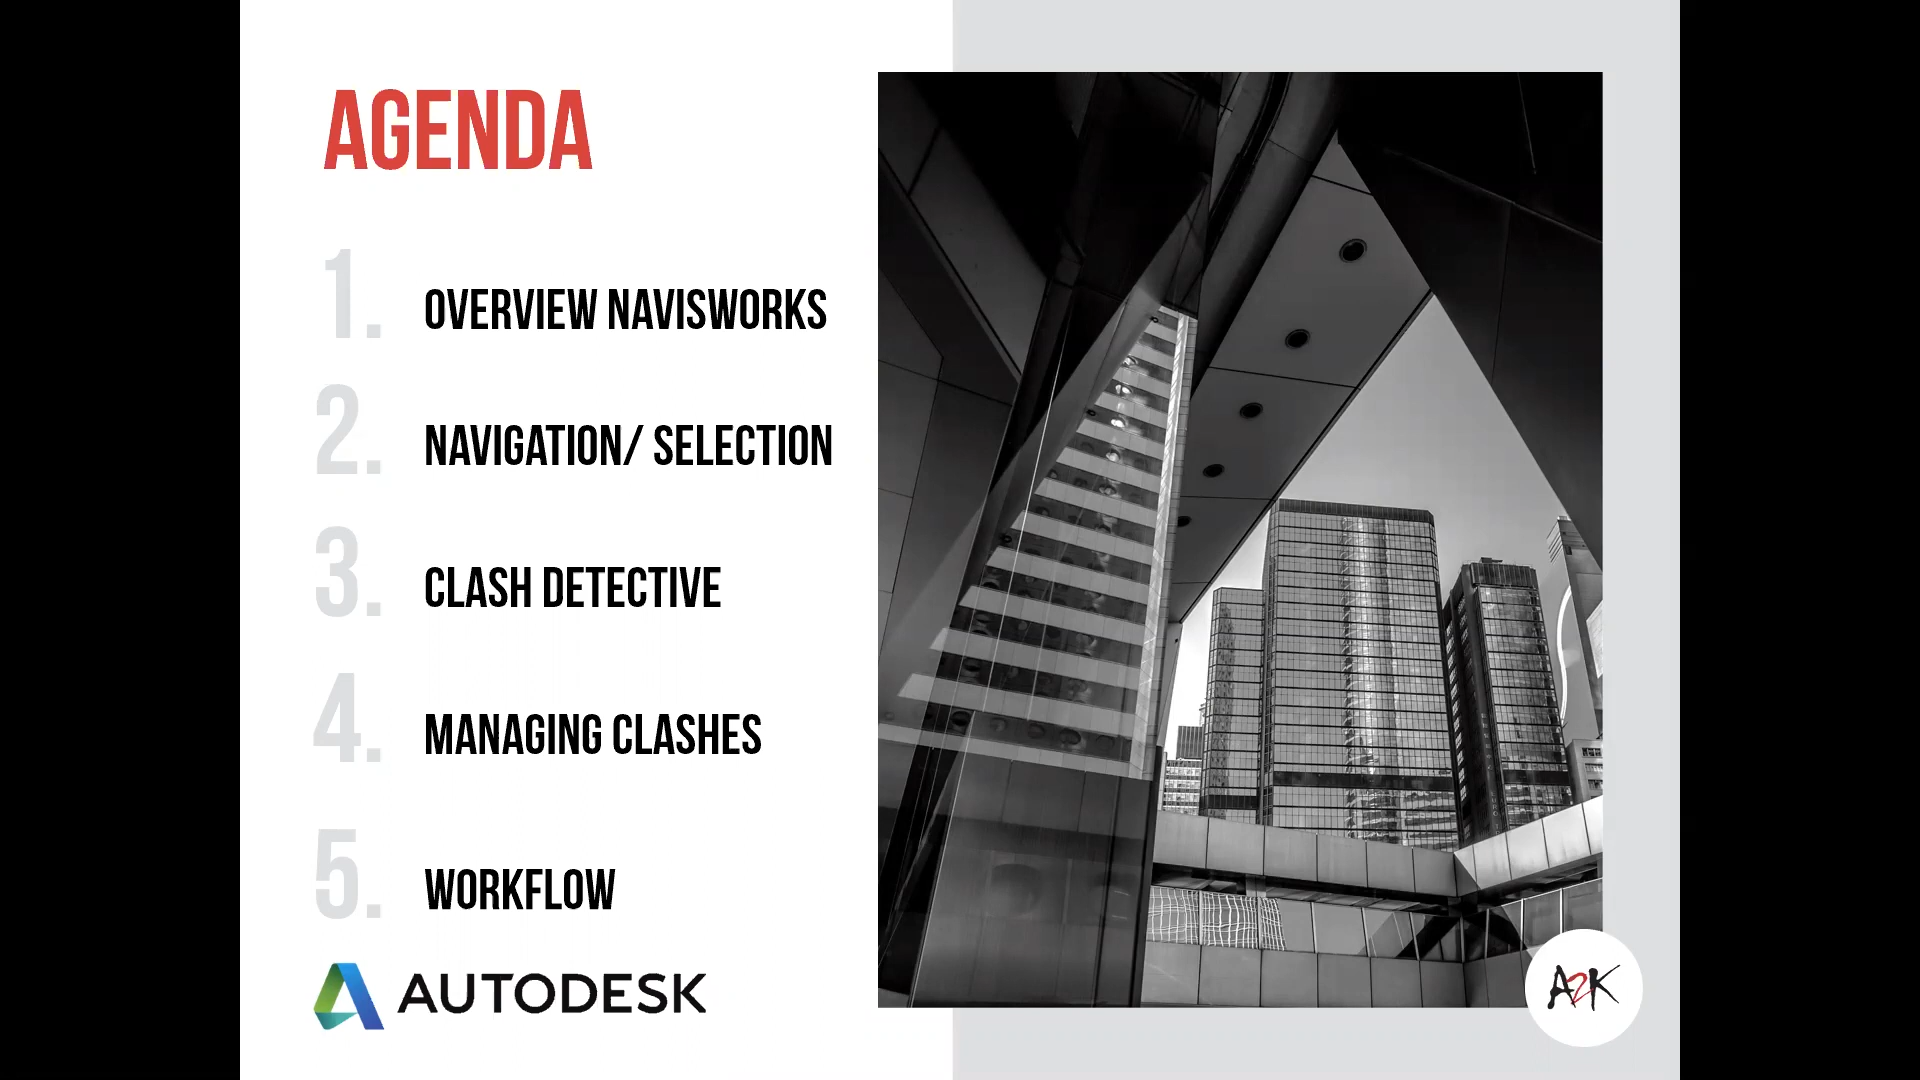 AGENDA
1. OVERVIEW NAVISWORKS
2. NAVIGATION/ SELECTION
3. CLASH DETECTIVE
4. MANAGING CLASHES
5. WORKFLOW
AUTODESK
A2K